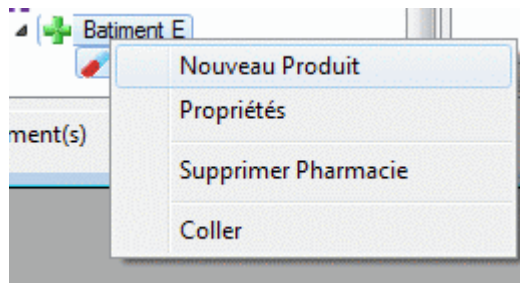 Batiment E
Nouveau Produit
Propriétés
ment(s)
Supprimer Pharmacie
Coller